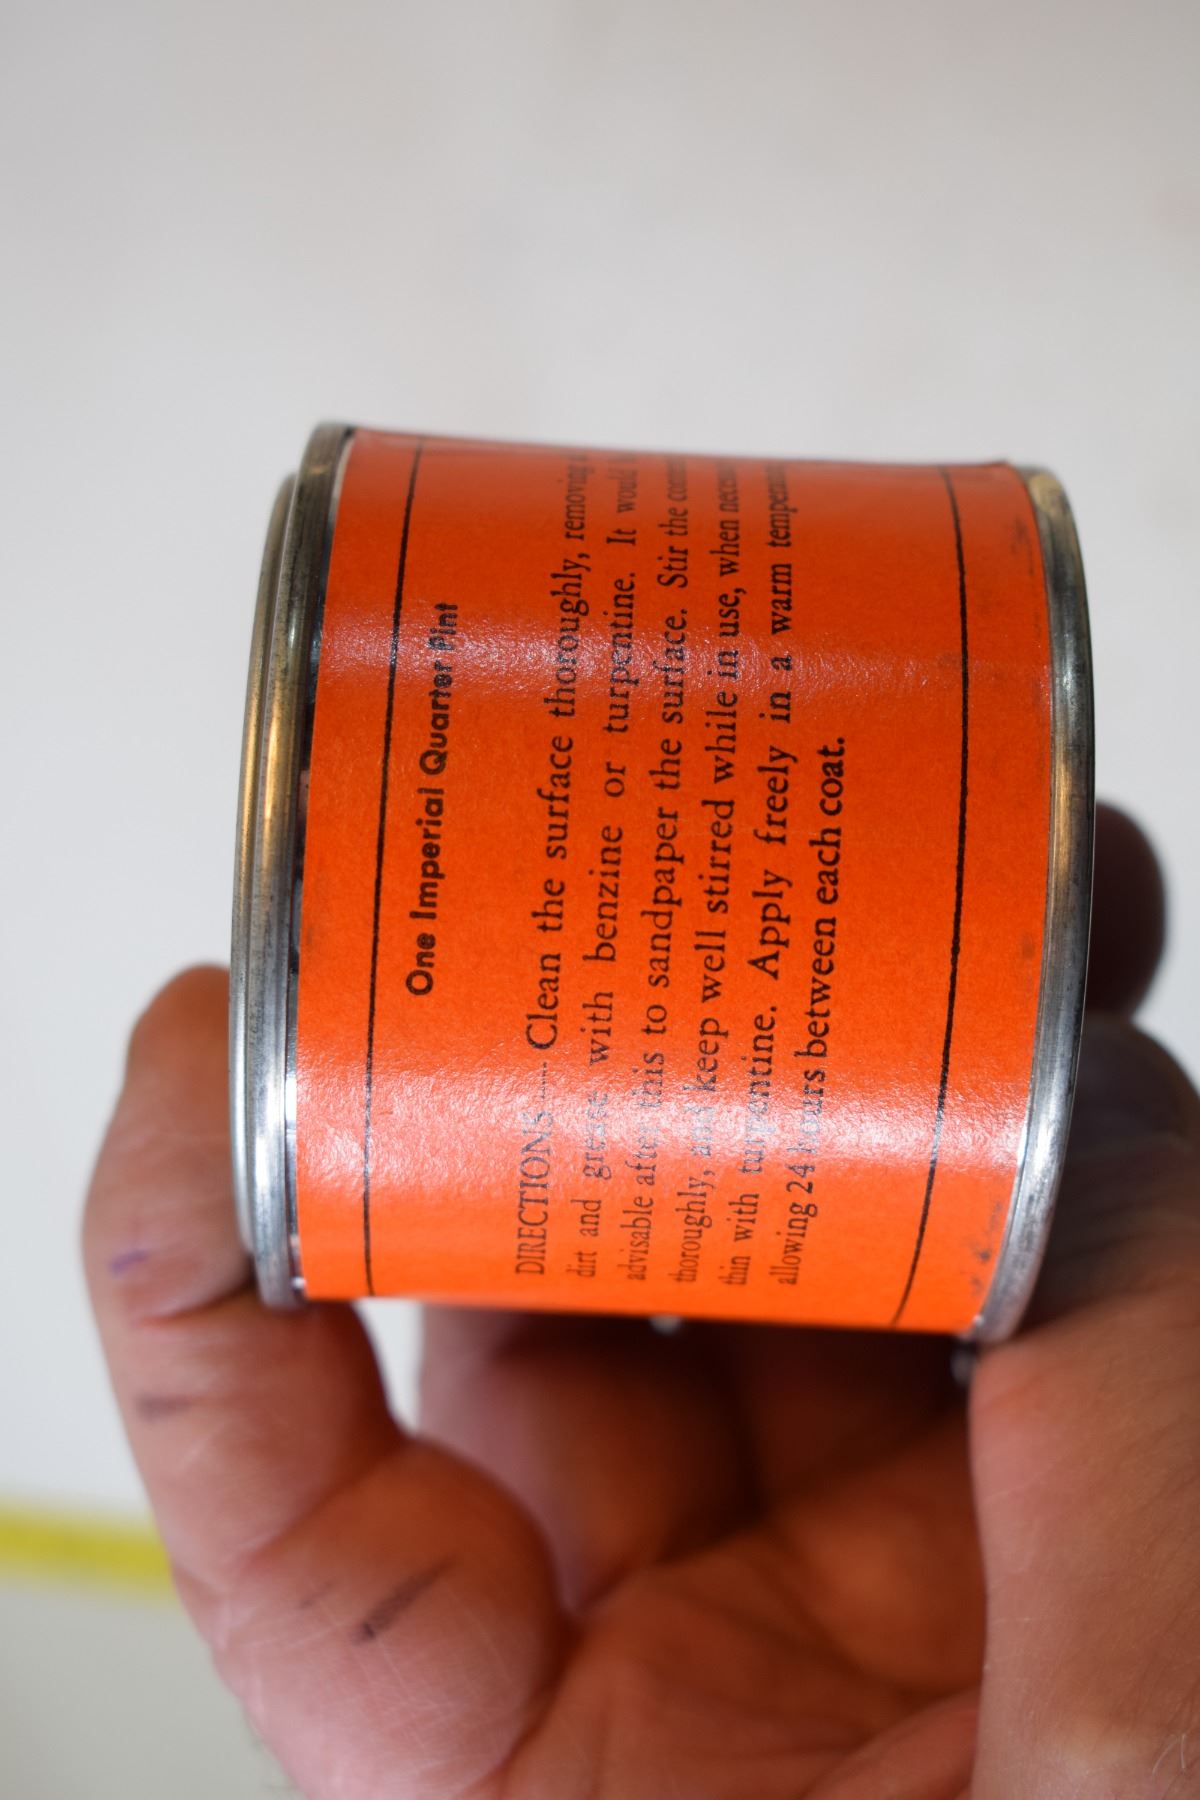 One Imperial Quarter Pint
DIRECTIONS — Clean the surface thoroughly, removing
dirt and grease with benzine or turpentine. It would
advisable after this to sandpaper the surface. Stir the
thoroughly, and keep well stirred while in use, when
thin with turpentine. Apply freely in a warm
allowing 24 hours between each coat.